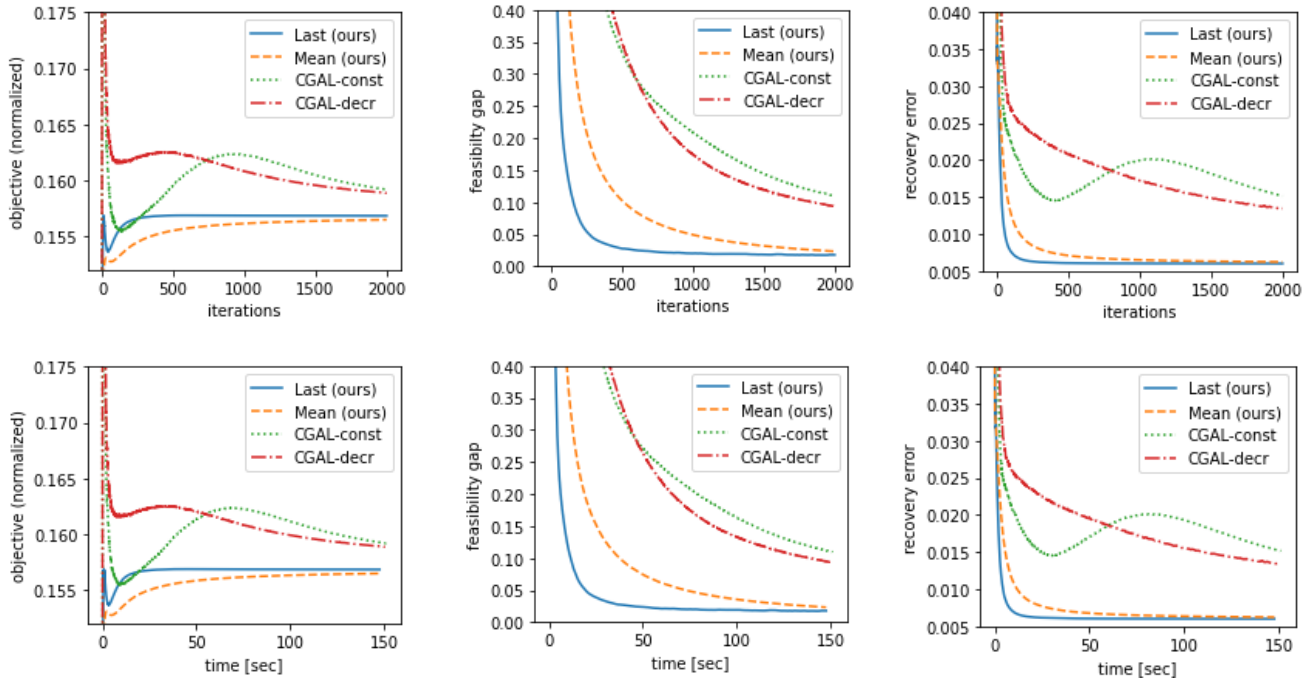 objective (normalized)
0.175
0.170
0.165
0.160
0.155
Last (ours)
Mean (ours)
CGAL-const
CGAL-decr
0
500
1000
1500
2000
iterations
feasibilty gap
0.40
0.35
0.30
0.25
0.20
0.15
0.10
0.05
0.00
Last (ours)
Mean (ours)
CGAL-const
CGAL-decr
0
500
1000
1500
2000
iterations
recovery error
0.040
0.035
0.030
0.025
0.020
0.015
0.010
0.005
Last (ours)
Mean (ours)
CGAL-const
CGAL-decr
0
500
1000
1500
2000
iterations
objective (normalized)
0.175
0.170
0.165
0.160
0.155
Last (ours)
Mean (ours)
CGAL-const
CGAL-decr
0
50
100
150
time [sec]
feasibility gap
0.40
0.35
0.30
0.25
0.20
0.15
0.10
0.05
0.00
Last (ours)
Mean (ours)
CGAL-const
CGAL-decr
0
50
100
150
time [sec]
recovery error
0.040
0.035
0.030
0.025
0.020
0.015
0.010
0.005
Last (ours)
Mean (ours)
CGAL-const
CGAL-decr
0
50
100
150
time [sec]